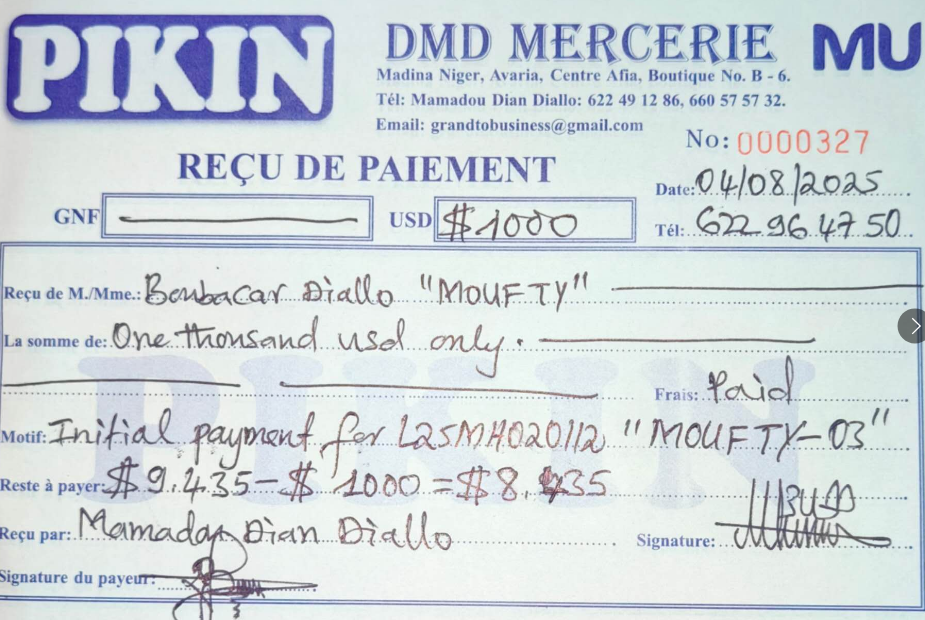 PIKIN
DMD MERCERIE
MU
Madina Niger, Avaria, Centre Afia, Boutique No. B - 6.
Tél: Mamadou Dian Diallo: 622 49 12 86, 660 57 57 32.
Email: grandtobusiness@gmail.com
No: 0000327
REÇU DE PAIEMENT
Date: 04/08/2025
GNF
USD $1000
Tél: 622 96 47 50
Reçu de M./Mme.: Boubacar Diallo "MOUFTY"
La somme de: One thousand usd only.
Frais: Paid
PIKIN
Motif: Initial payment for L25MH020112 "MOUFTY-03"
Reste à payer: $ 9.435 - $ 1000 = $ 8.435
Reçu par: Mamadou Dian Diallo
Signature:
Signature du payeur: